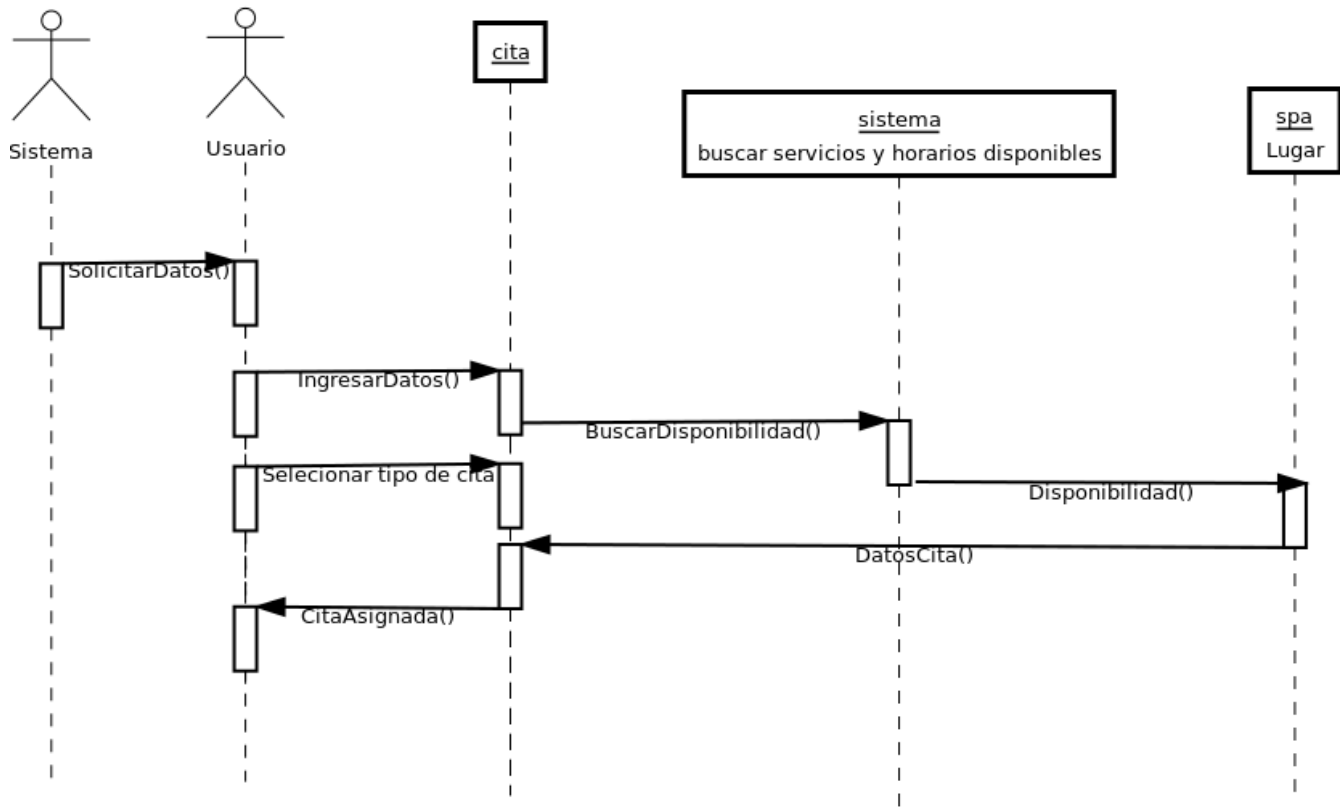 Sistema
Usuario
cita
sistema
buscar servicios y horarios disponibles
spa
Lugar
SolicitarDatos()
IngresarDatos()
BuscarDisponibilidad()
Selecionar tipo de cita
Disponibilidad()
DatosCita()
CitaAsignada()